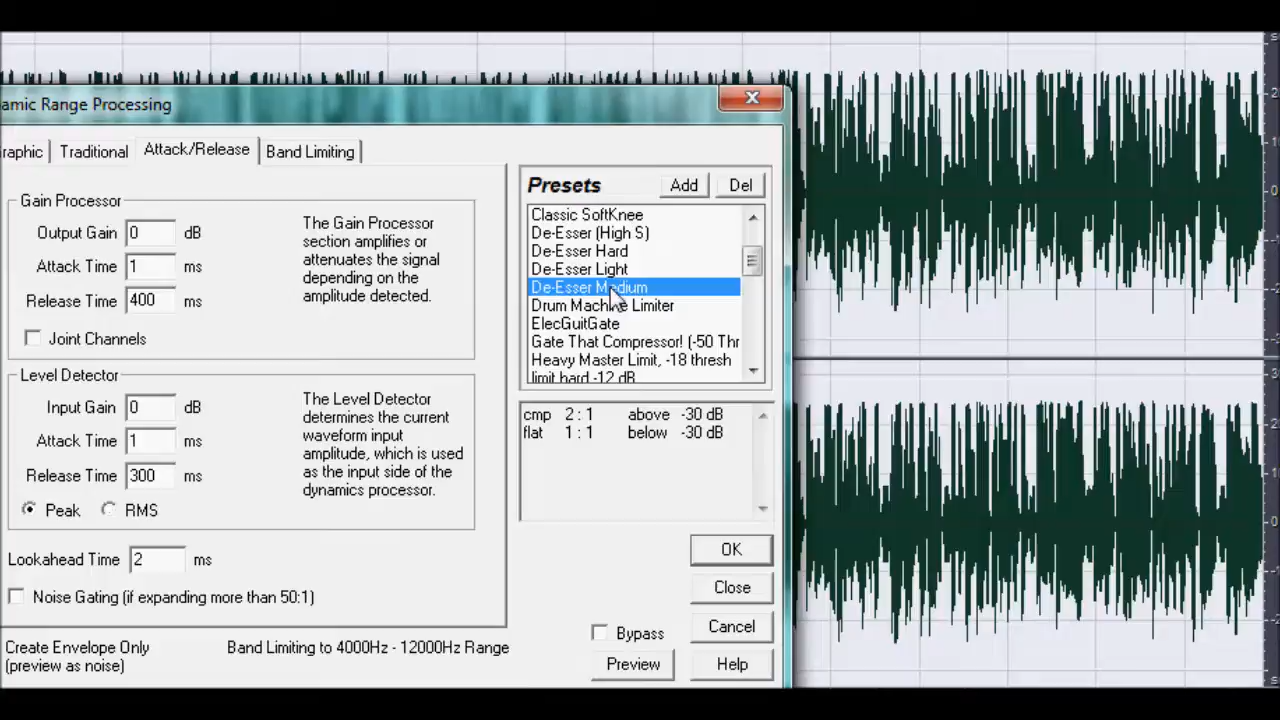 amic Range Processing
raphic Traditional Attack/Release Band Limiting
Gain Processor
Output Gain 0 dB
Attack Time 1 ms
Release Time 400 ms
Joint Channels
The Gain Processor
section amplifies or
attenuates the signal
depending on the
amplitude detected.
Level Detector
Input Gain 0 dB
Attack Time 1 ms
Release Time 300 ms
Peak RMS
The Level Detector
determines the current
waveform input
amplitude, which is used
as the input side of the
dynamics processor.
Lookahead Time 2 ms
Noise Gating (if expanding more than 50:1)
Create Envelope Only
(preview as noise)
Band Limiting to 4000Hz - 12000Hz Range
Presets Add Del
Classic SoftKnee
De-Esser (High S)
De-Esser Hard
De-Esser Light
De-Esser Medium
Drum Machine Limiter
ElecGuitGate
Gate That Compressor! (-50 Thr
Heavy Master Limit, -18 thresh
limit hard -12 dB
cmp 2 : 1 above -30 dB
flat 1 : 1 below -30 dB
OK
Close
Cancel
Bypass
Preview
Help